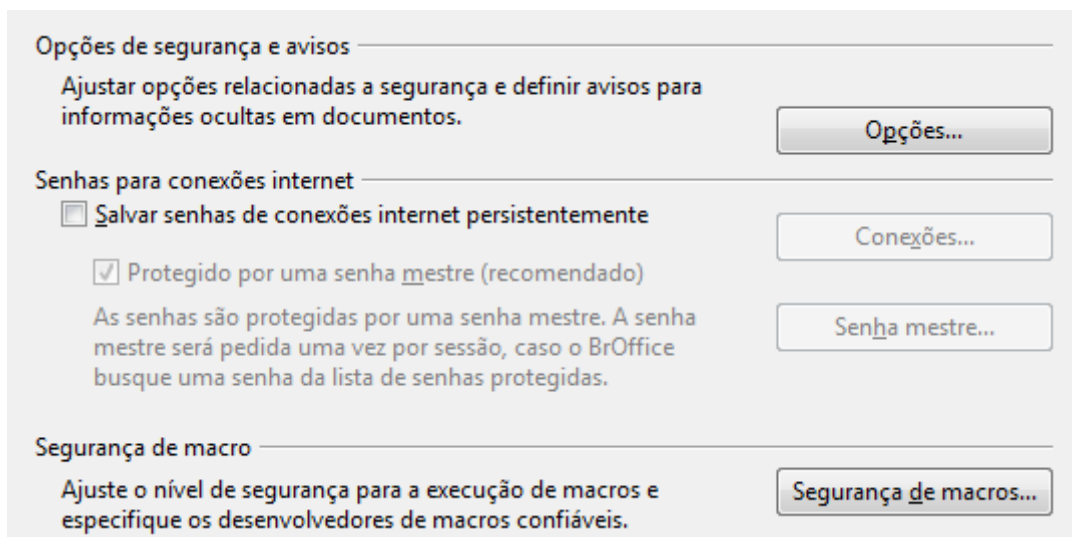 Opções de segurança e avisos
Ajustar opções relacionadas a segurança e definir avisos para
informações ocultas em documentos.
Opções...
Senhas para conexões internet
Salvar senhas de conexões internet persistentemente
Conexões...
Protegido por uma senha mestre (recomendado)
As senhas são protegidas por uma senha mestre. A senha
mestre será pedida uma vez por sessão, caso o BrOffice
busque uma senha da lista de senhas protegidas.
Senha mestre...
Segurança de macro
Ajuste o nível de segurança para a execução de macros e
especifique os desenvolvedores de macros confiáveis.
Segurança de macros...